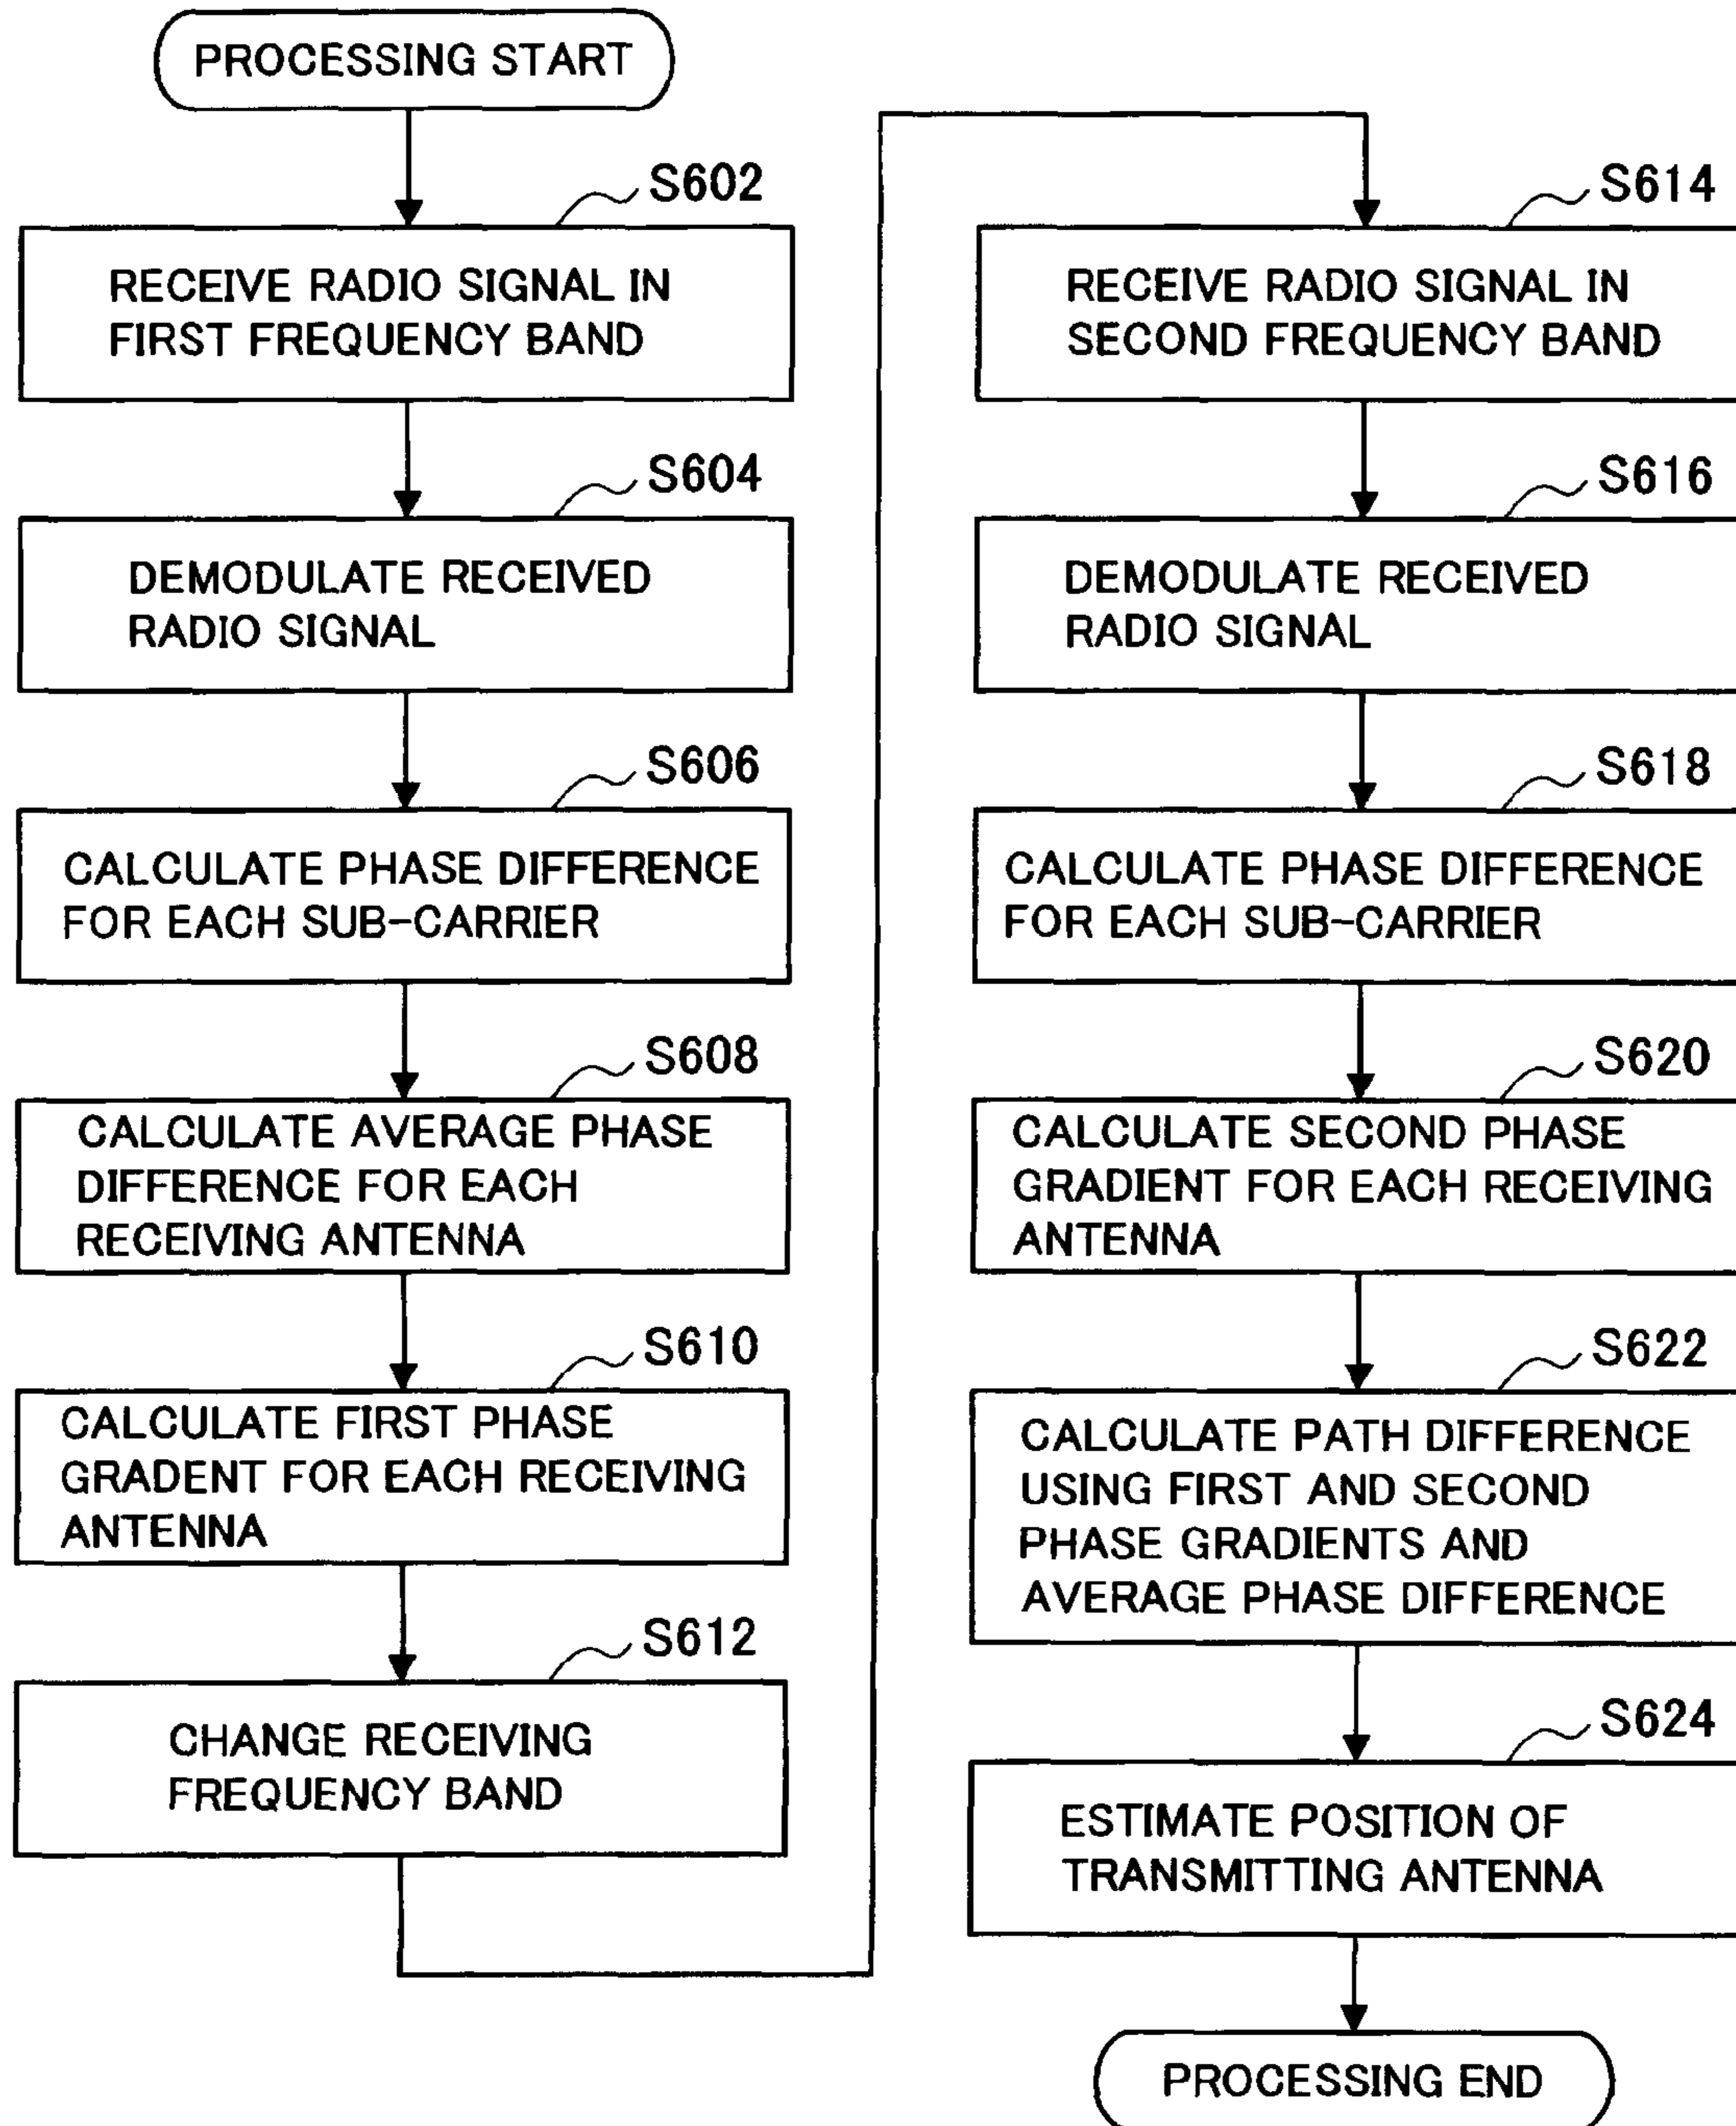 PROCESSING START
S602
RECEIVE RADIO SIGNAL IN
FIRST FREQUENCY BAND
S604
DEMODULATE RECEIVED
RADIO SIGNAL
S606
CALCULATE PHASE DIFFERENCE
FOR EACH SUB-CARRIER
S608
CALCULATE AVERAGE PHASE
DIFFERENCE FOR EACH
RECEIVING ANTENNA
S610
CALCULATE FIRST PHASE
GRADENT FOR EACH RECEIVING
ANTENNA
S612
CHANGE RECEIVING
FREQUENCY BAND
S614
RECEIVE RADIO SIGNAL IN
SECOND FREQUENCY BAND
S616
DEMODULATE RECEIVED
RADIO SIGNAL
S618
CALCULATE PHASE DIFFERENCE
FOR EACH SUB-CARRIER
S620
CALCULATE SECOND PHASE
GRADIENT FOR EACH RECEIVING
ANTENNA
S622
CALCULATE PATH DIFFERENCE
USING FIRST AND SECOND
PHASE GRADIENTS AND
AVERAGE PHASE DIFFERENCE
S624
ESTIMATE POSITION OF
TRANSMITTING ANTENNA
PROCESSING END